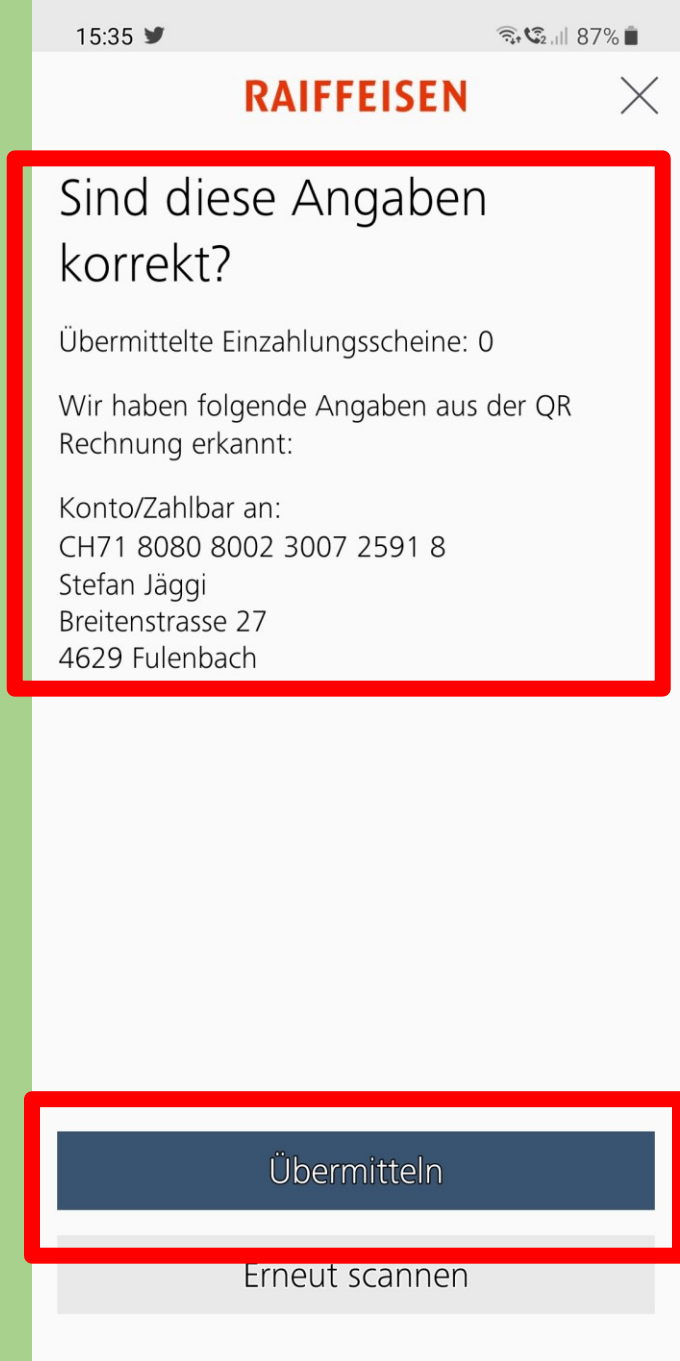 15:35
2
87%
RAIFFEISEN
Sind diese Angaben
korrekt?
Übermittelte Einzahlungsscheine: 0
Wir haben folgende Angaben aus der QR
Rechnung erkannt:
Konto/Zahlbar an:
CH71 8080 8002 3007 2591 8
Stefan Jäggi
Breitenstrasse 27
4629 Fulenbach
Übermitteln
Erneut scannen